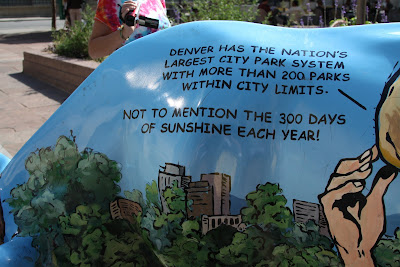 DENVER HAS THE NATION'S
LARGEST CITY PARK SYSTEM
WITH MORE THAN 200 PARKS
WITHIN CITY LIMITS.
NOT TO MENTION THE 300 DAYS
OF SUNSHINE EACH YEAR!